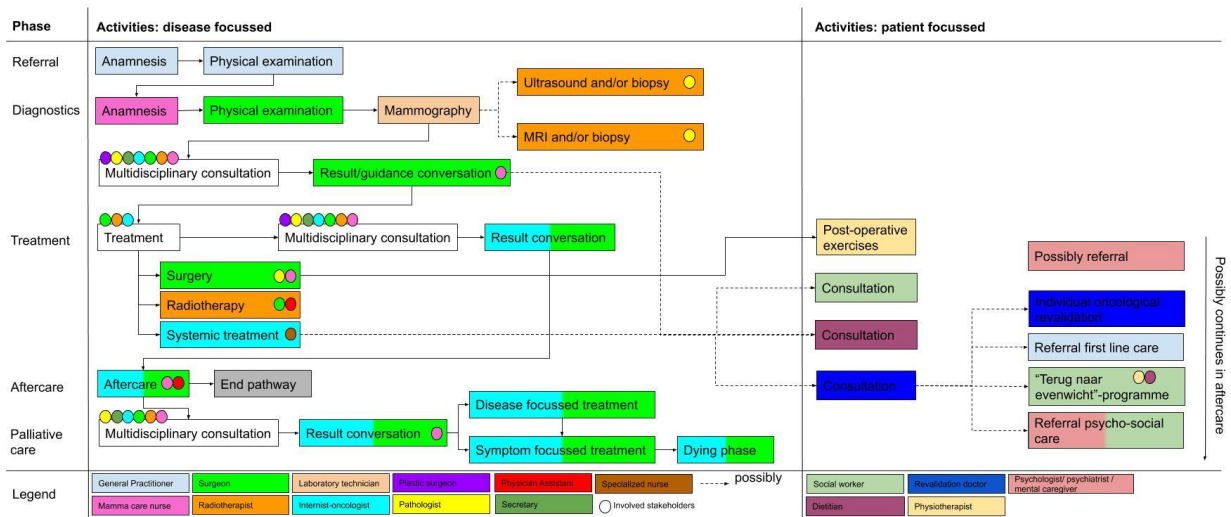 Phase
Activities: disease focussed
Activities: patient focussed
Referral
Anamnesis
Physical examination
Diagnostics
Anamnesis
Physical examination
Mammography
Ultrasound and/or biopsy
MRI and/or biopsy
Multidisciplinary consultation
Result/guidance conversation
Treatment
Treatment
Multidisciplinary consultation
Result conversation
Surgery
Radiotherapy
Systemic treatment
Post-operative
exercises
Consultation
Consultation
Consultation
Possibly referral
Individual oncological
revalidation
Referral first line care
"Terug naar
evenwicht"-programme
Referral psycho-social
care
Possibly continues in aftercare
Aftercare
Aftercare
End pathway
Palliative
care
Multidisciplinary consultation
Result conversation
Disease focussed treatment
Symptom focussed treatment
Dying phase
Legend
General Practitioner
Surgeon
Laboratory technician
Plastic surgeon
Physician Assistant
Specialized nurse
possibly
Mamma care nurse
Radiotherapist
Internist-oncologist
Pathologist
Secretary
Involved stakeholders
Social worker
Revalidation doctor
Psychologist/ psychiatrist /
mental caregiver
Dietitian
Physiotherapist